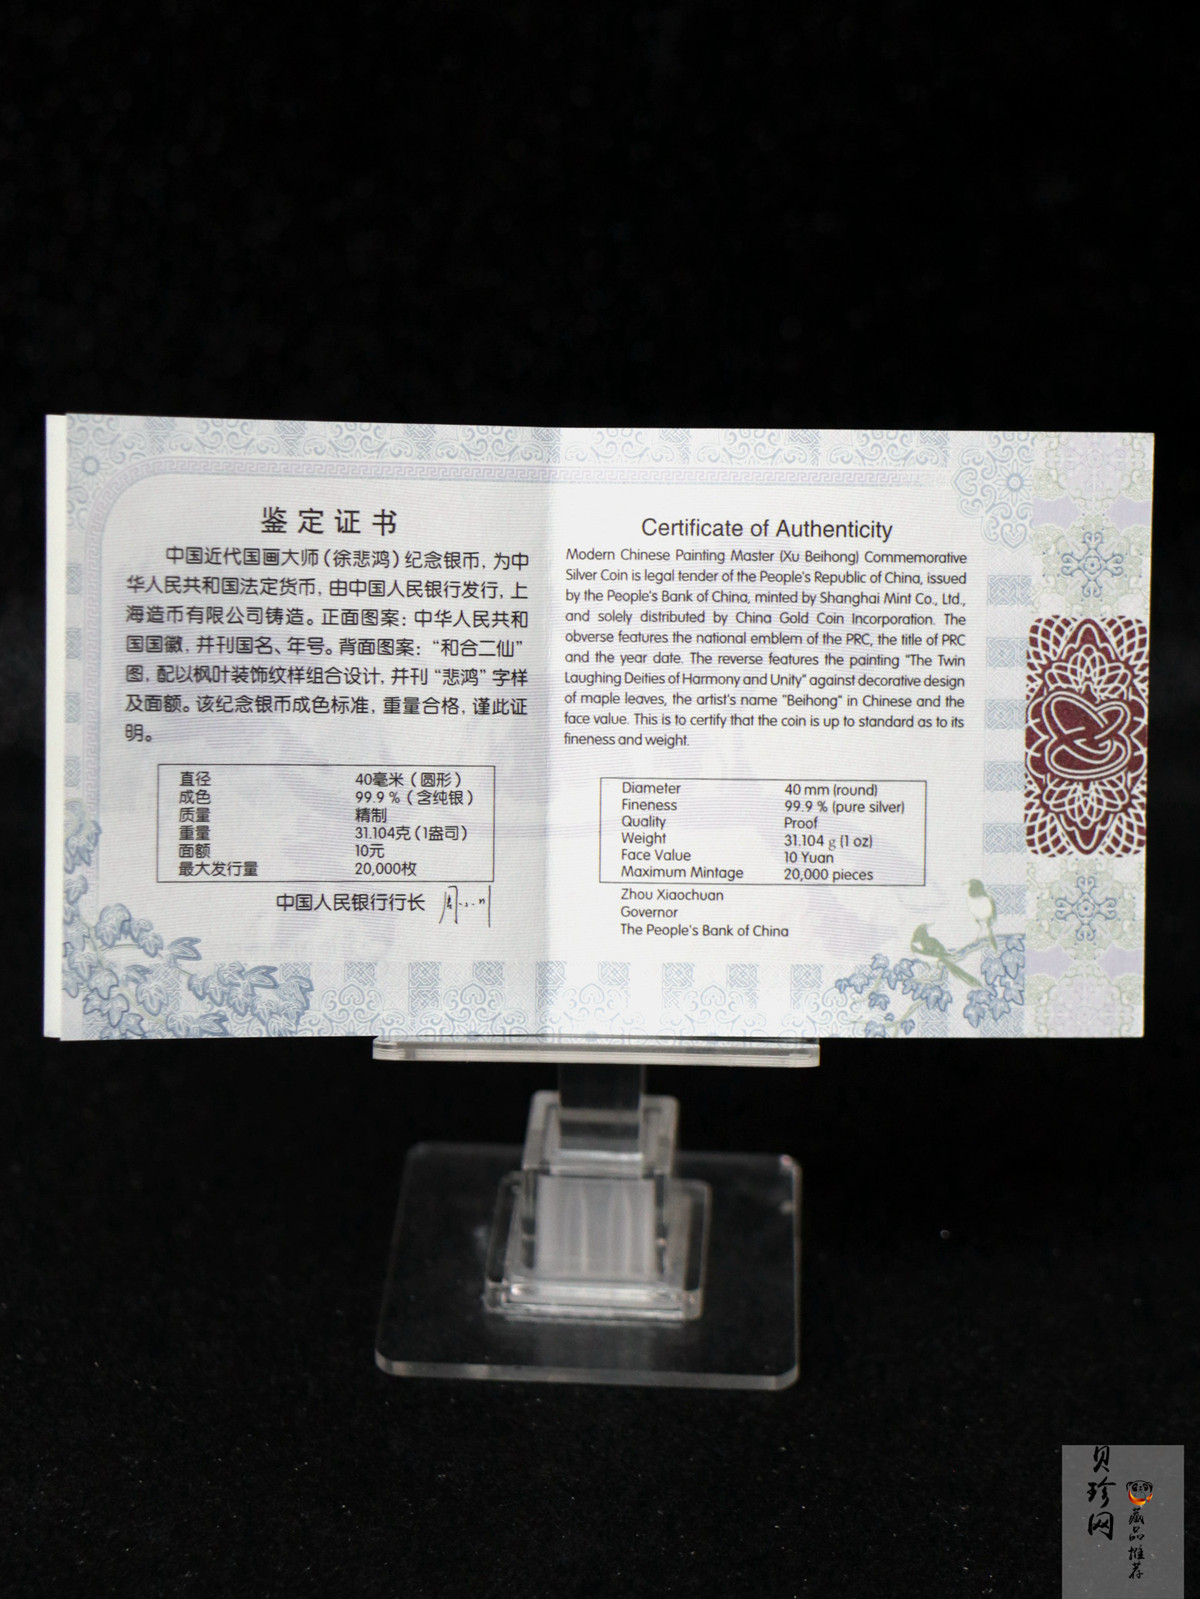 鉴定证书
中国近代国画大师(徐悲鸿)纪念银币, 为中
华人民共和国法定货币, 由中国人民银行发行, 上
海造币有限公司铸造。正面图案: 中华人民共和
国国徽, 并刊国名、年号。背面图案: “和合二仙”
图, 配以枫叶装饰纹样组合设计, 并刊“悲鸿”字样
及面额。该纪念银币成色标准, 重量合格, 谨此证
明。
直径 40毫米(圆形)
成色 99.9%(含纯银)
质量 精制
重量 31.104克(1盎司)
面额 10元
最大发行量 20,000枚
中国人民银行行长
Certificate of Authenticity
Modern Chinese Painting Master (Xu Beihong) Commemorative
Silver Coin is legal tender of the People's Republic of China, issued
by the People's Bank of China, minted by Shanghai Mint Co., Ltd.,
and solely distributed by China Gold Coin Incorporation. The
obverse features the national emblem of the PRC, the title of PRC
and the year date. The reverse features the painting "The Twin
Laughing Deities of Harmony and Unity" against decorative design
of maple leaves, the artist's name "Beihong" in Chinese and the
face value. This is to certify that the coin is up to standard as to its
fineness and weight.
Diameter 40 mm (round)
Fineness 99.9 % (pure silver)
Quality Proof
Weight 31.104 g (1 oz)
Face Value 10 Yuan
Maximum Mintage 20,000 pieces
Zhou Xiaochuan
Governor
The People's Bank of China
贝珍网
藏品推荐